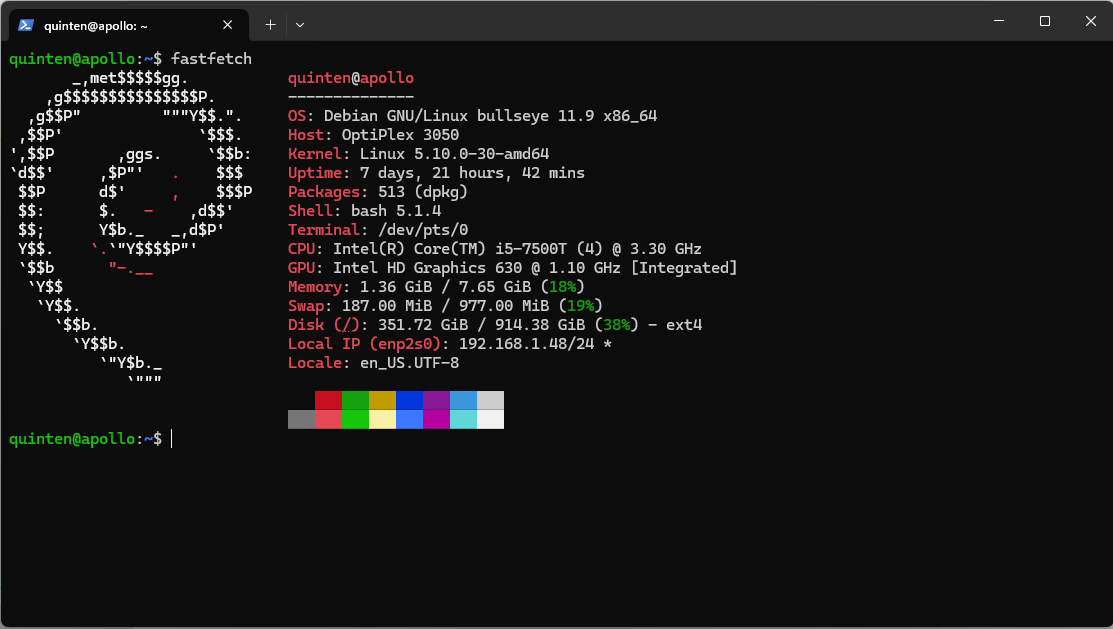 quinten@apollo: ~
quinten@apollo:~$ fastfetch
       _,met$$$$$gg.
    ,g$$$$$$$$$$$$$$$P.
  ,g$$P"         """Y$$.".
 ,$$P'               `$$$.
',$$P       ,ggs.     `$$b:
`d$$'     ,$P"'   .    $$$
 $$P      d$'     ,    $$$P
 $$:      $.   -    ,d$$'
 $$;      Y$b._   _,d$P'
 Y$$.    `.`"Y$$$$P"'
 `$$b      "-.__
  `Y$$
   `Y$$.
     `$$b.
       `Y$$b.
          `"Y$b._
             `"""
quinten@apollo
--------------
OS: Debian GNU/Linux bullseye 11.9 x86_64
Host: OptiPlex 3050
Kernel: Linux 5.10.0-30-amd64
Uptime: 7 days, 21 hours, 42 mins
Packages: 513 (dpkg)
Shell: bash 5.1.4
Terminal: /dev/pts/0
CPU: Intel(R) Core(TM) i5-7500T (4) @ 3.30 GHz
GPU: Intel HD Graphics 630 @ 1.10 GHz [Integrated]
Memory: 1.36 GiB / 7.65 GiB (18%)
Swap: 187.00 MiB / 977.00 MiB (19%)
Disk (/): 351.72 GiB / 914.38 GiB (38%) - ext4
Local IP (enp2s0): 192.168.1.48/24 *
Locale: en_US.UTF-8
quinten@apollo:~$